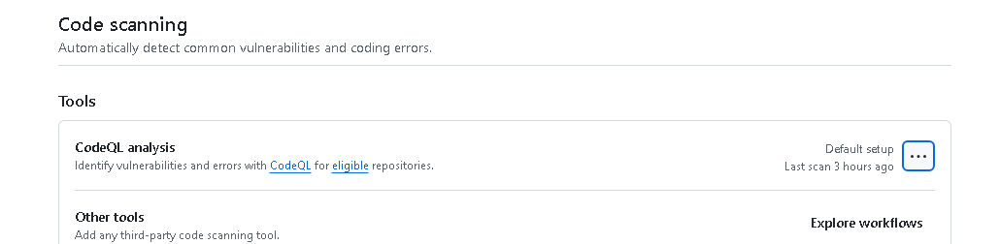 Code scanning
Automatically detect common vulnerabilities and coding errors.
Tools
CodeQL analysis
Identify vulnerabilities and errors with CodeQL for eligible repositories.
Default setup
Last scan 3 hours ago
Other tools
Add any third-party code scanning tool.
Explore workflows